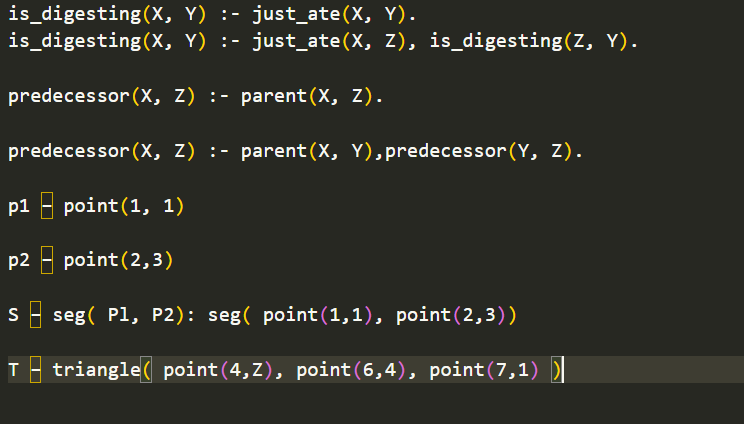 is_digesting(X, Y) :- just_ate(X, Y).
is_digesting(X, Y) :- just_ate(X, Z), is_digesting(Z, Y).
predecessor(X, Z) :- parent(X, Z).
predecessor(X, Z) :- parent(X, Y),predecessor(Y, Z).
p1 – point(1, 1)
p2 – point(2,3)
S – seg( Pl, P2): seg( point(1,1), point(2,3))
T – triangle( point(4,Z), point(6,4), point(7,1) )